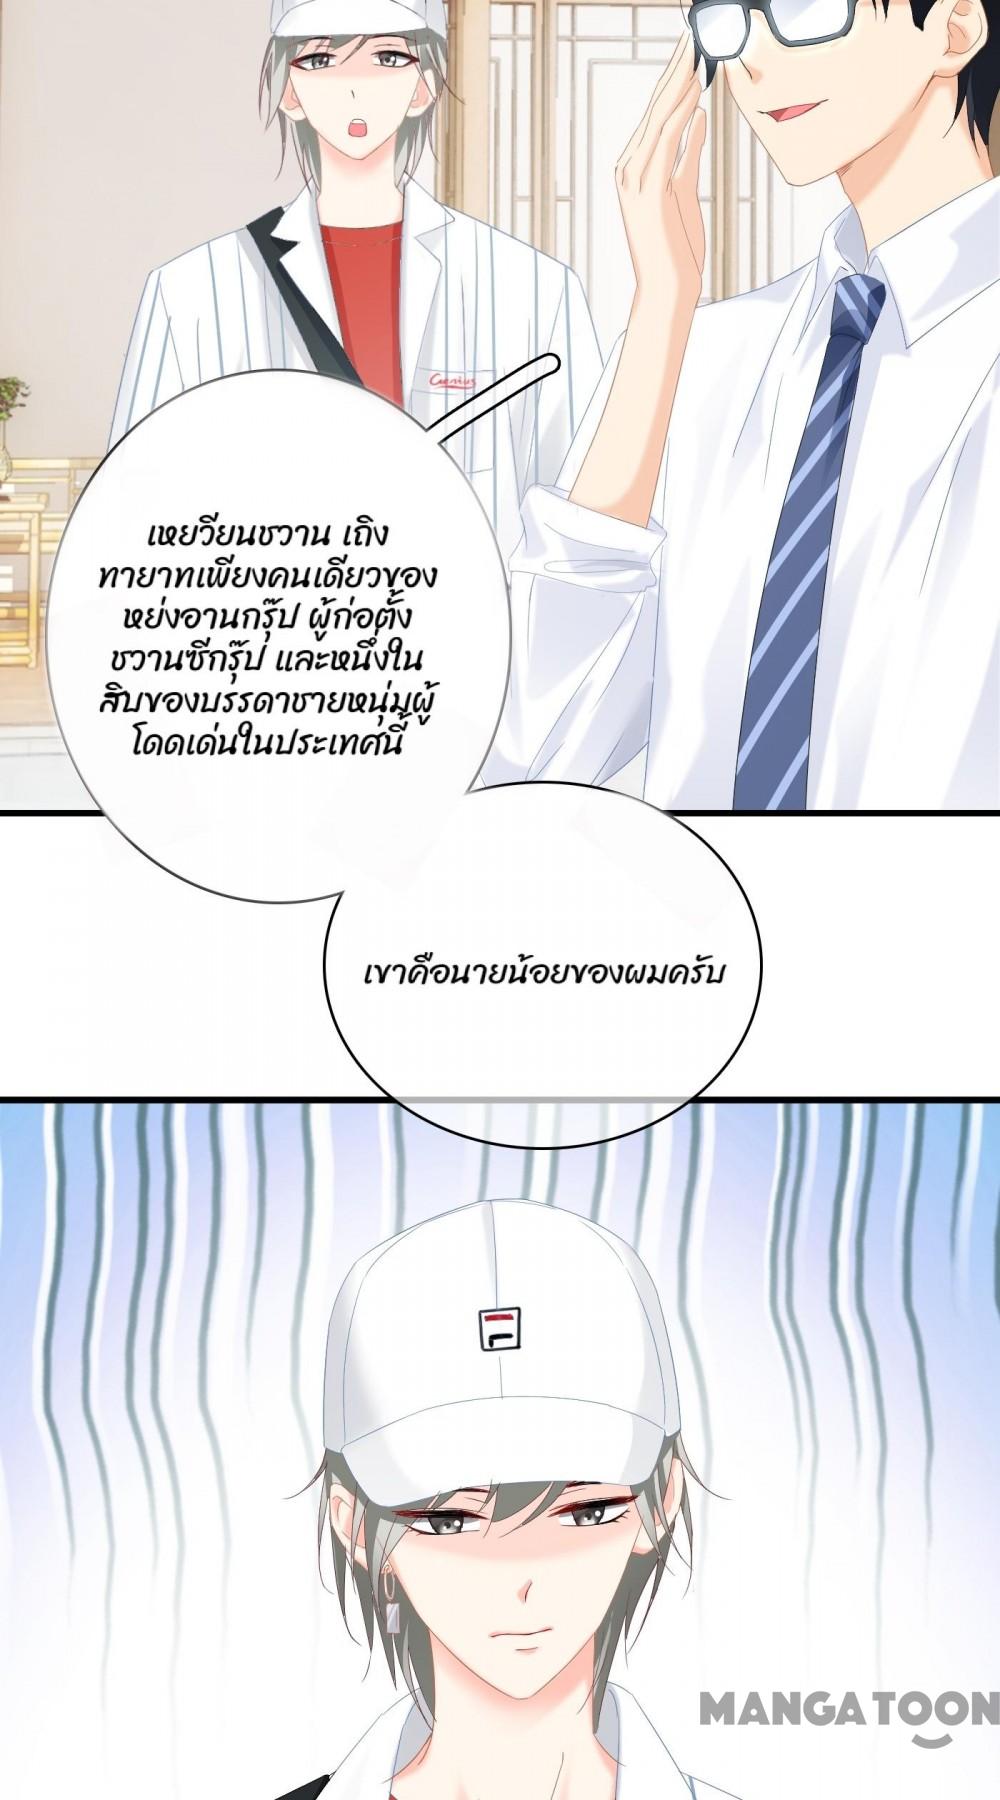 Genius
เหยวียนชวาน เถิง
ทายาทเพียงคนเดียวของ
หย่งอานกรุ๊ป ผู้ก่อตั้ง
ชวานซีกรุ๊ป และหนึ่งใน
สิบของบรรดาชายหนุ่มผู้
โดดเด่นในประเทศนี้
เขาคือนายน้อยของผมครับ
MANGATOON